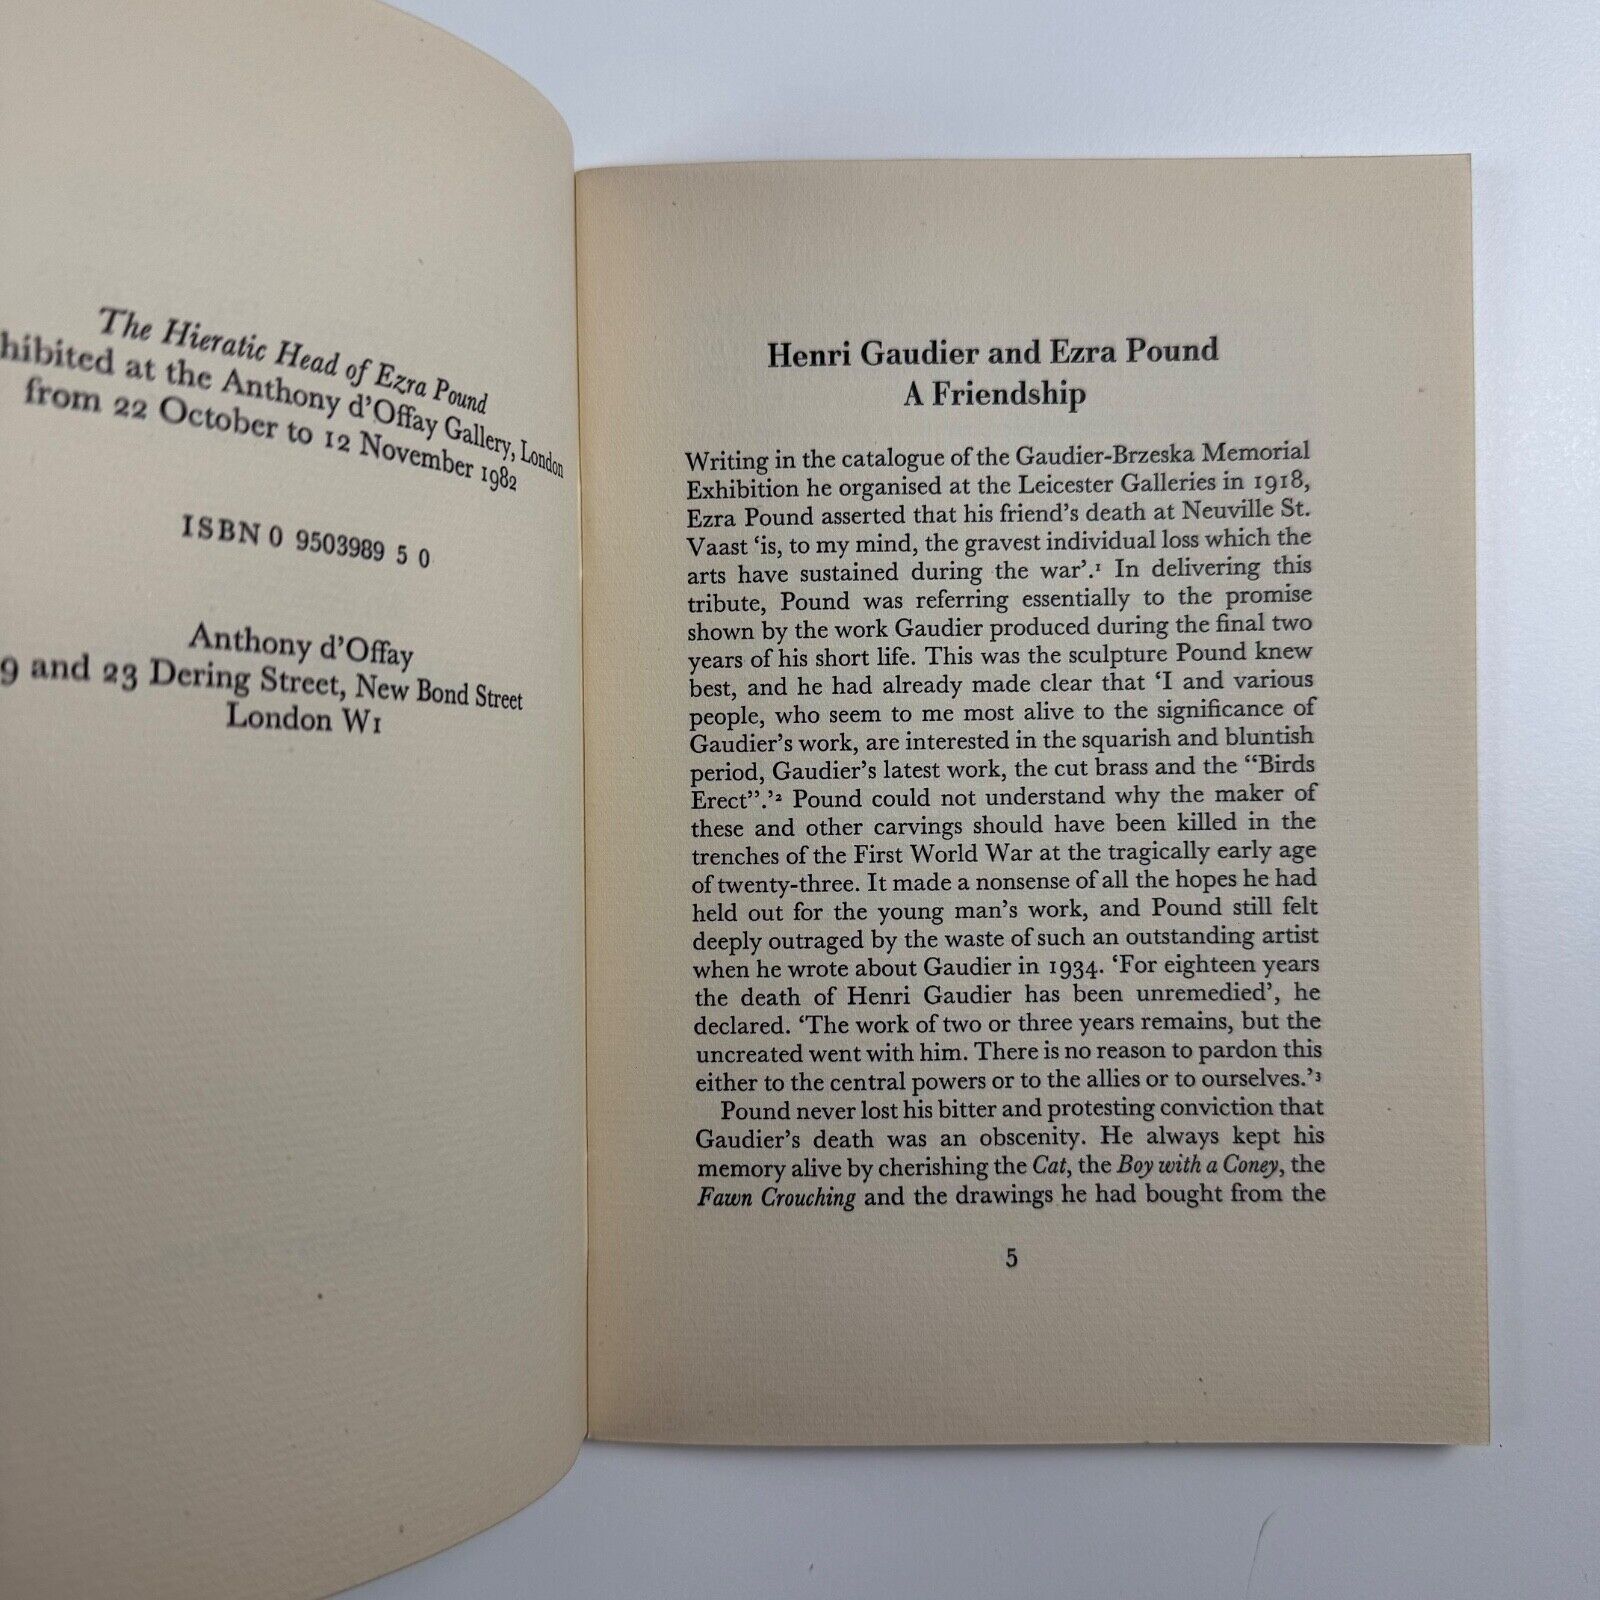 The Hieratic Head of Ezra Pound
hibited at the Anthony d'Offay Gallery, London
from 22 October to 12 November 1982
ISBN 0 9503989 5 0
Anthony d'Offay
9 and 23 Dering Street, New Bond Street
London W1
Henri Gaudier and Ezra Pound
A Friendship
Writing in the catalogue of the Gaudier-Brzeska Memorial
Exhibition he organised at the Leicester Galleries in 1918,
Ezra Pound asserted that his friend's death at Neuville St.
Vaast ‘is, to my mind, the gravest individual loss which the
arts have sustained during the war’.¹ In delivering this
tribute, Pound was referring essentially to the promise
shown by the work Gaudier produced during the final two
years of his short life. This was the sculpture Pound knew
best, and he had already made clear that ‘I and various
people, who seem to me most alive to the significance of
Gaudier's work, are interested in the squarish and bluntish
period, Gaudier's latest work, the cut brass and the “Birds
Erect”.’² Pound could not understand why the maker of
these and other carvings should have been killed in the
trenches of the First World War at the tragically early age
of twenty-three. It made a nonsense of all the hopes he had
held out for the young man's work, and Pound still felt
deeply outraged by the waste of such an outstanding artist
when he wrote about Gaudier in 1934. ‘For eighteen years
the death of Henri Gaudier has been unremedied’, he
declared. ‘The work of two or three years remains, but the
uncreated went with him. There is no reason to pardon this
either to the central powers or to the allies or to ourselves.’³
Pound never lost his bitter and protesting conviction that
Gaudier's death was an obscenity. He always kept his
memory alive by cherishing the Cat, the Boy with a Coney, the
Fawn Crouching and the drawings he had bought from the
5